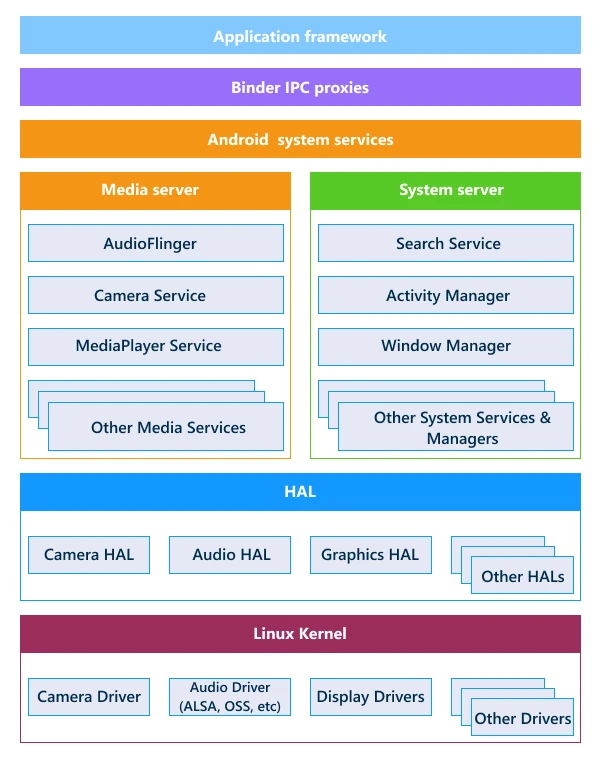 Application framework
Binder IPC proxies
Android system services
Media server
AudioFlinger
Camera Service
MediaPlayer Service
Other Media Services
System server
Search Service
Activity Manager
Window Manager
Other System Services &
Managers
HAL
Camera HAL
Audio HAL
Graphics HAL
Other HALs
Linux Kernel
Camera Driver
Audio Driver
(ALSA, OSS, etc)
Display Drivers
Other Drivers